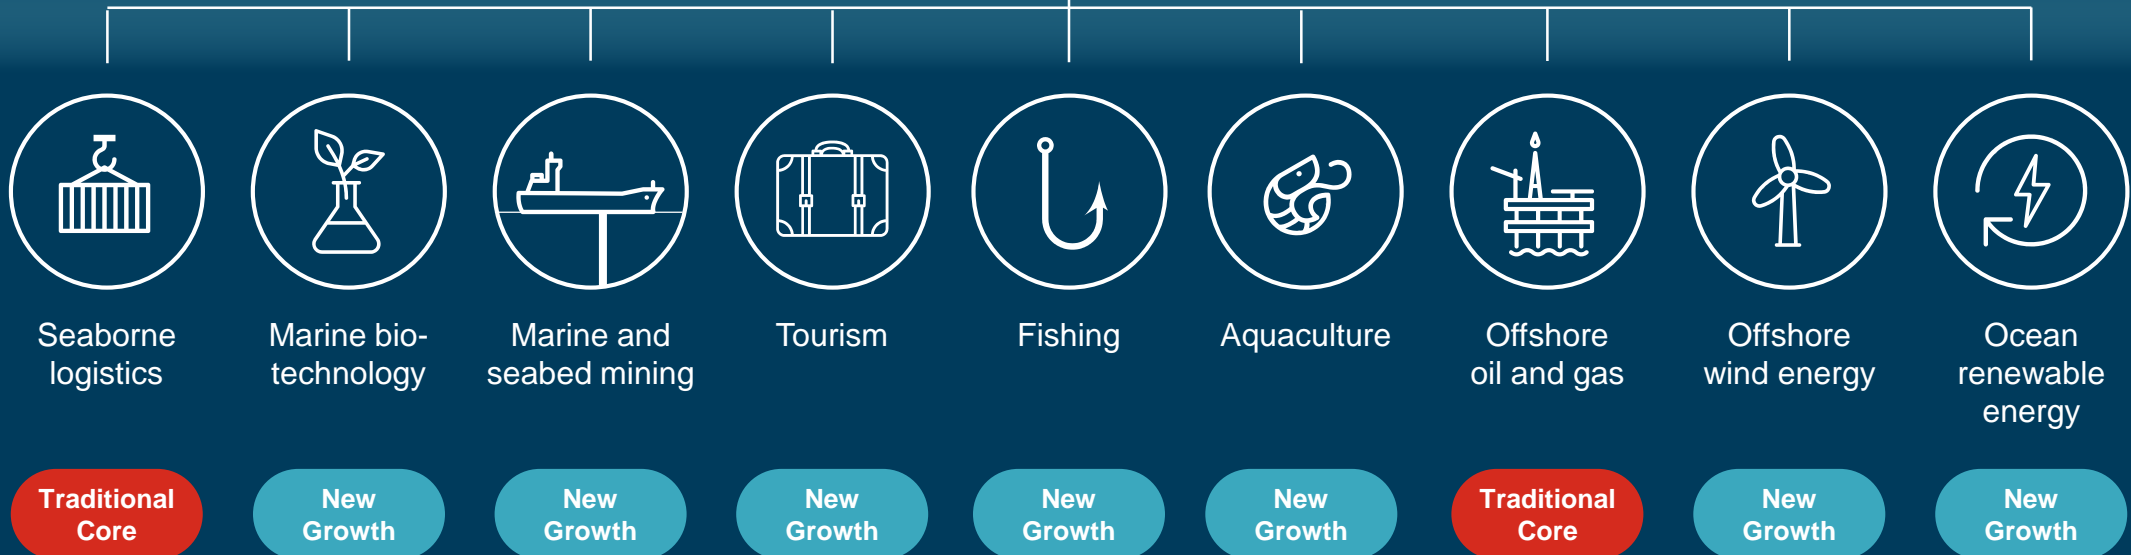 Seaborne
logistics
Marine bio-
technology
Marine and
seabed mining
Tourism
Fishing
Aquaculture
Offshore
oil and gas
Offshore
wind energy
Ocean
renewable
energy
Traditional
Core
New
Growth
New
Growth
New
Growth
New
Growth
New
Growth
Traditional
Core
New
Growth
New
Growth